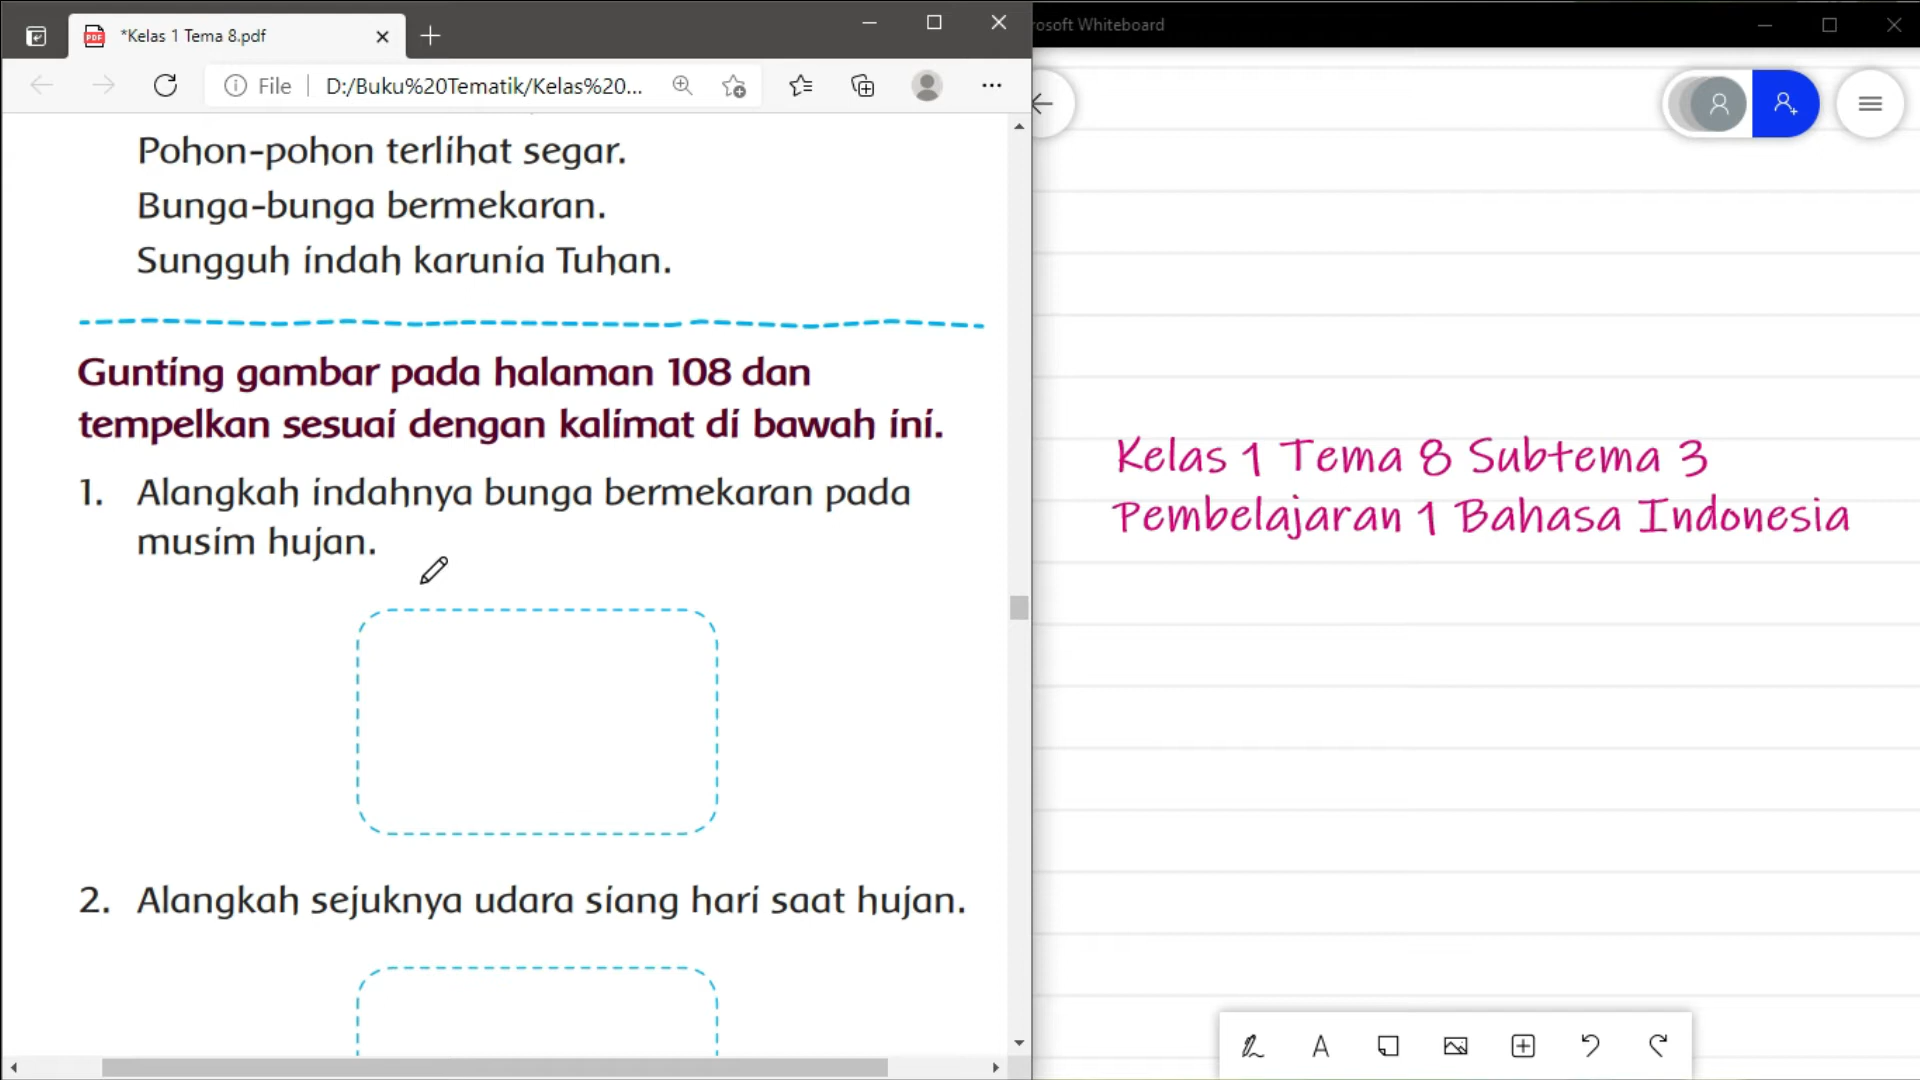 *Kelas 1 Tema 8.pdf
osoft Whiteboard
File
D:/Buku%20Tematik/Kelas%20...
Pohon-pohon terlihat segar.
Bunga-bunga bermekaran.
Sungguh indah karunia Tuhan.
Gunting gambar pada halaman 108 dan
tempelkan sesuai dengan kalimat di bawah ini.
1. Alangkah indahnya bunga bermekaran pada
musim hujan.
2. Alangkah sejuknya udara siang hari saat hujan.
Kelas 1 Tema 8 Subtema 3
Pembelajaran 1 Bahasa Indonesia